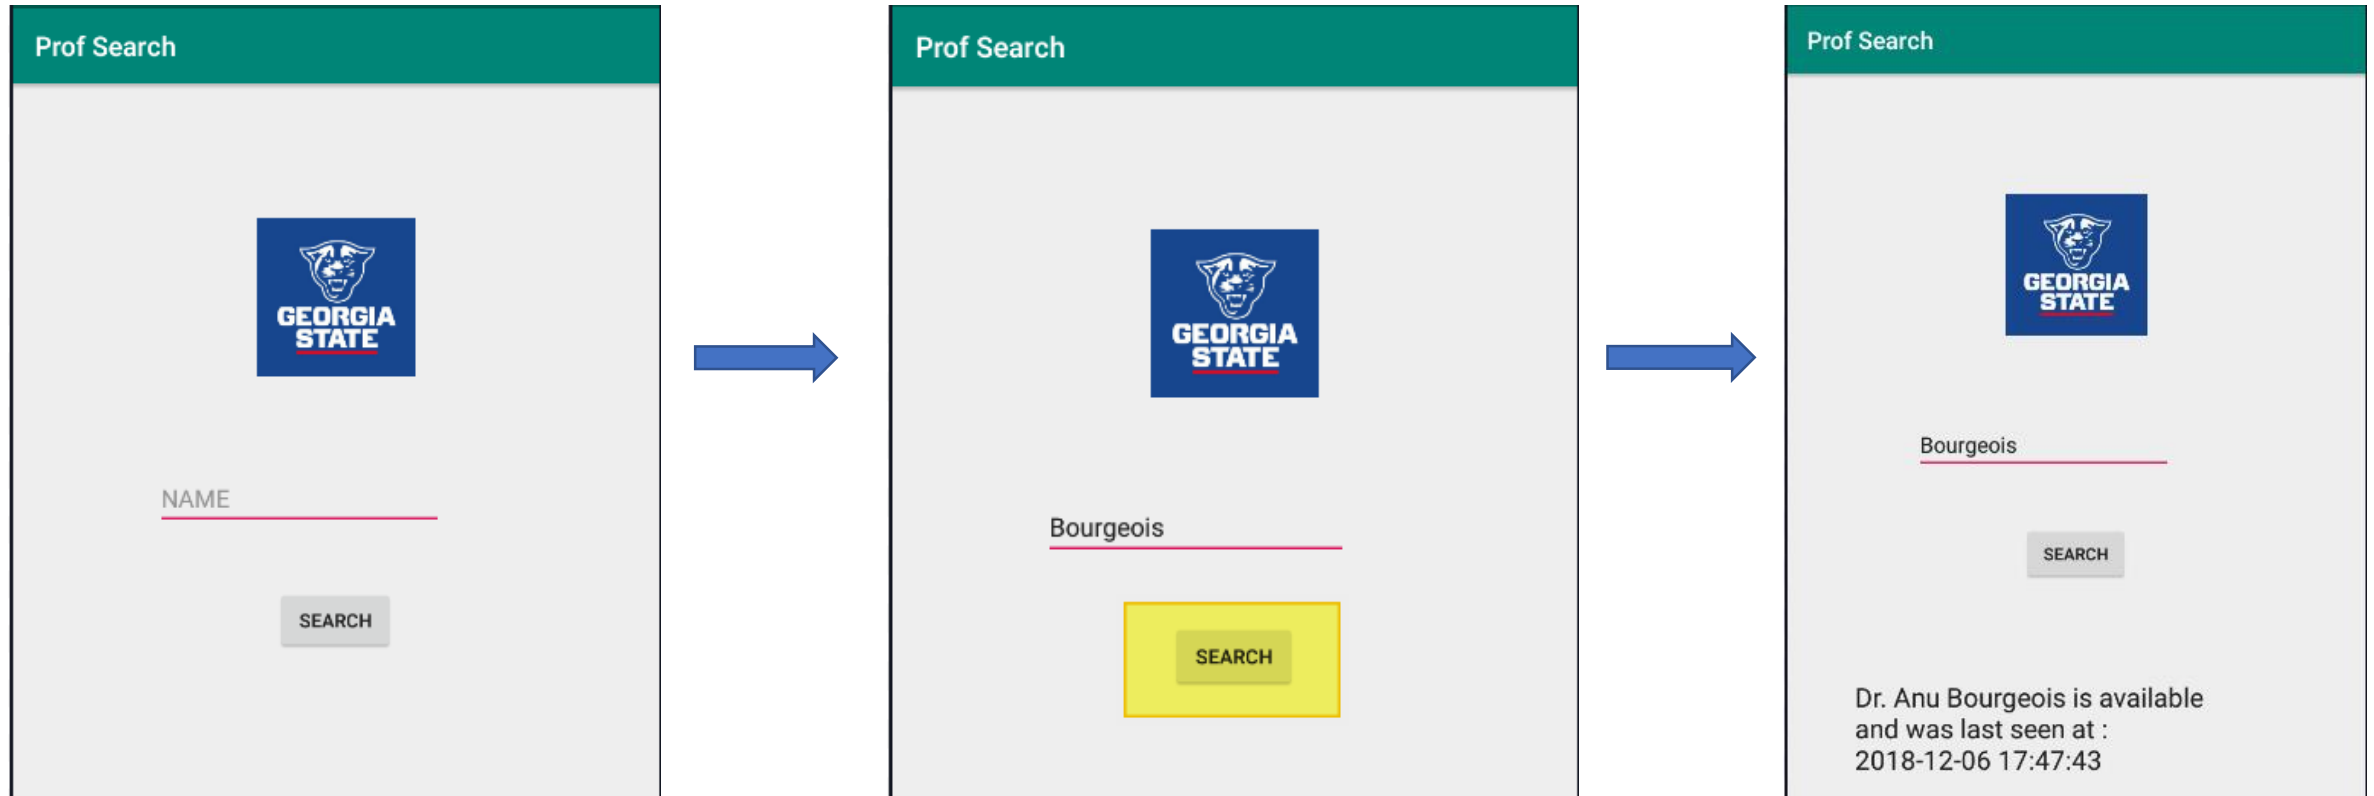 Prof Search
GEORGIA
STATE
NAME
SEARCH
Prof Search
GEORGIA
STATE
Bourgeois
SEARCH
Prof Search
GEORGIA
STATE
Bourgeois
SEARCH
Dr. Anu Bourgeois is available
and was last seen at :
2018-12-06 17:47:43